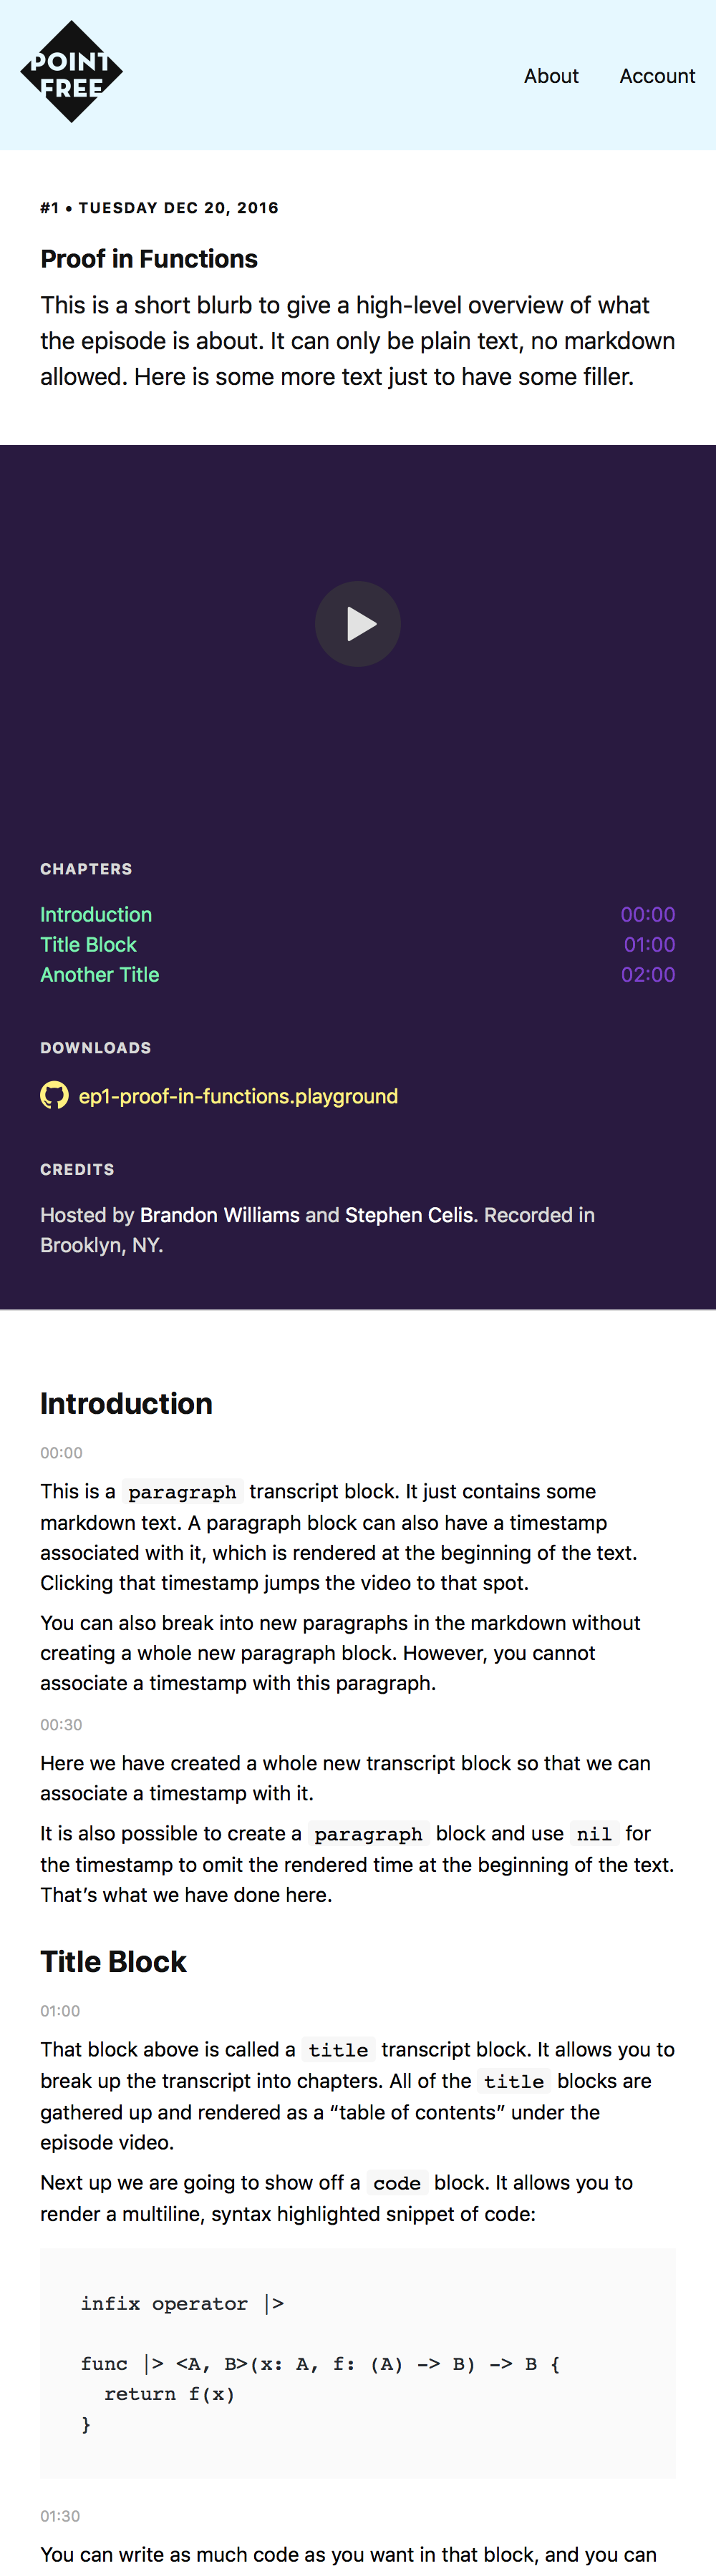 POINT
FREE
About
Account
#1 • TUESDAY DEC 20, 2016
Proof in Functions
This is a short blurb to give a high-level overview of what
the episode is about. It can only be plain text, no markdown
allowed. Here is some more text just to have some filler.
CHAPTERS
Introduction 00:00
Title Block 01:00
Another Title 02:00
DOWNLOADS
ep1-proof-in-functions.playground
CREDITS
Hosted by Brandon Williams and Stephen Celis. Recorded in
Brooklyn, NY.
Introduction
00:00
This is a paragraph transcript block. It just contains some
markdown text. A paragraph block can also have a timestamp
associated with it, which is rendered at the beginning of the text.
Clicking that timestamp jumps the video to that spot.
You can also break into new paragraphs in the markdown without
creating a whole new paragraph block. However, you cannot
associate a timestamp with this paragraph.
00:30
Here we have created a whole new transcript block so that we can
associate a timestamp with it.
It is also possible to create a paragraph block and use nil for
the timestamp to omit the rendered time at the beginning of the text.
That’s what we have done here.
Title Block
01:00
That block above is called a title transcript block. It allows you to
break up the transcript into chapters. All of the title blocks are
gathered up and rendered as a “table of contents” under the
episode video.
Next up we are going to show off a code block. It allows you to
render a multiline, syntax highlighted snippet of code:
infix operator |>
func |> <A, B>(x: A, f: (A) -> B) -> B {
  return f(x)
}
01:30
You can write as much code as you want in that block, and you can